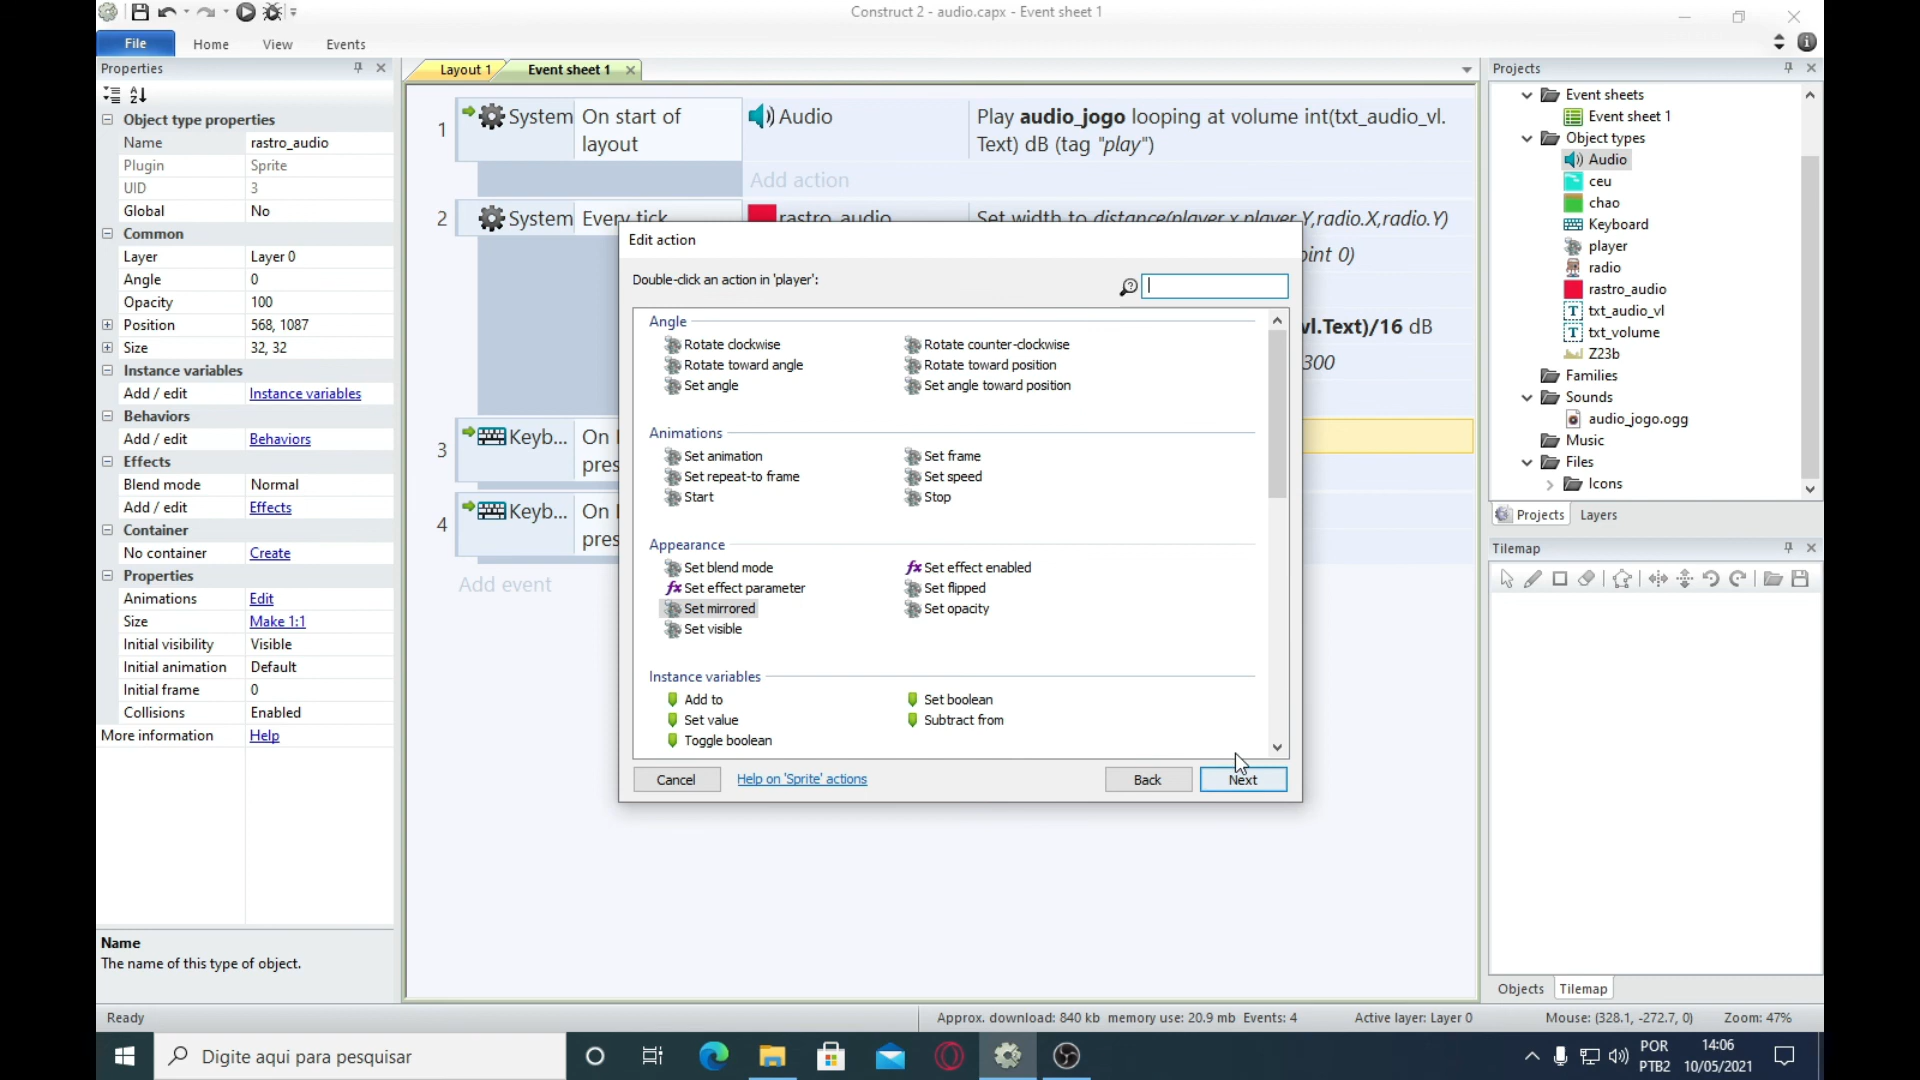 Construct 2 - audio.capx - Event sheet 1
File
Home
View
Events
Properties
Object type properties
Name rastro_audio
Plugin Sprite
UID 3
Global No
Common
Layer Layer 0
Angle 0
Opacity 100
Position 568, 1087
Size 32, 32
Instance variables
Add / edit Instance variables
Behaviors
Add / edit Behaviors
Effects
Blend mode Normal
Add / edit Effects
Container
No container Create
Properties
Animations Edit
Size Make 1:1
Initial visibility Visible
Initial animation Default
Initial frame 0
Collisions Enabled
More information Help
Name
The name of this type of object.
Layout 1
Event sheet 1
1
System
On start of
layout
Audio
Play audio_jogo looping at volume int(txt_audio_vl.
Text) dB (tag "play")
Add action
2
System
Every tick
rastro_audio
Set width to distance(player.x,player.Y,radio.X,radio.Y)
int 0)
vl.Text)/16 dB
300
3
Keyb...
On
pres
4
Keyb...
On
pres
Add event
Edit action
Double-click an action in 'player':
Angle
Rotate clockwise
Rotate counter-clockwise
Rotate toward angle
Rotate toward position
Set angle
Set angle toward position
Animations
Set animation
Set frame
Set repeat-to frame
Set speed
Start
Stop
Appearance
Set blend mode
fx Set effect enabled
fx Set effect parameter
Set flipped
Set mirrored
Set opacity
Set visible
Instance variables
Add to
Set boolean
Set value
Subtract from
Toggle boolean
Cancel
Help on 'Sprite' actions
Back
Next
Projects
Event sheets
Event sheet 1
Object types
Audio
ceu
chao
Keyboard
player
radio
rastro_audio
txt_audio_vl
txt_volume
Z23b
Families
Sounds
audio_jogo.ogg
Music
Files
Icons
Projects
Layers
Tilemap
Objects
Tilemap
Ready
Approx. download: 840 kb memory use: 20.9 mb Events: 4
Active layer: Layer 0
Mouse: (328.1, -272.7, 0)
Zoom: 47%
Digite aqui para pesquisar
POR
PTB2
14:06
10/05/2021